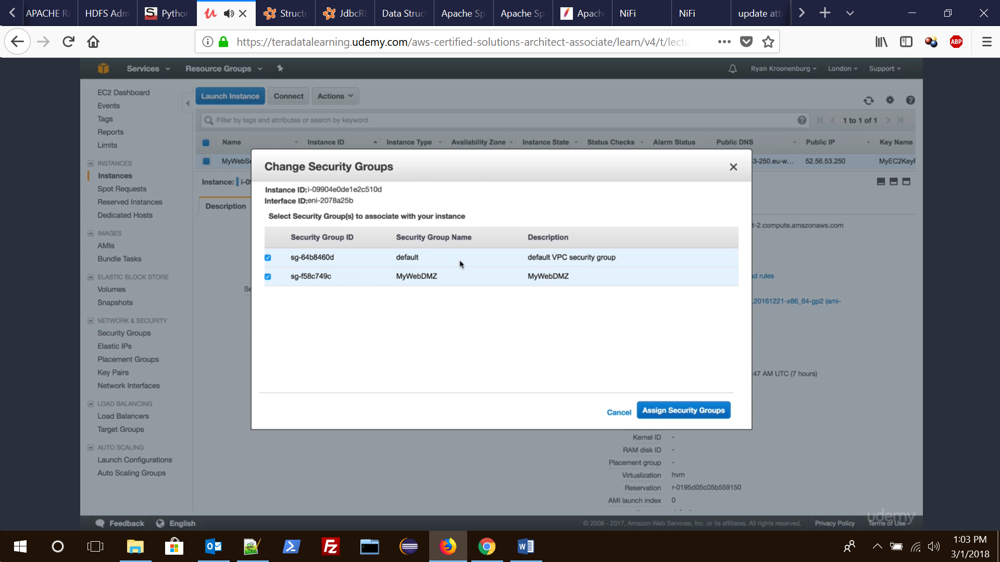 APACHE RA
HDFS Adm
Python
Structu
JdbcRD
Data Struct
Apache Sp
Apache Sp
Apach
NiFi
NiFi
update att
https://teradatalearning.udemy.com/aws-certified-solutions-architect-associate/learn/v4/t/lectu
ABP
Services
Resource Groups
Ryan Kroonenburg
London
Support
EC2 Dashboard
Events
Tags
Reports
Limits
INSTANCES
Instances
Spot Requests
Reserved Instances
Dedicated Hosts
IMAGES
AMIs
Bundle Tasks
ELASTIC BLOCK STORE
Volumes
Snapshots
NETWORK & SECURITY
Security Groups
Elastic IPs
Placement Groups
Key Pairs
Network Interfaces
LOAD BALANCING
Load Balancers
Target Groups
AUTO SCALING
Launch Configurations
Auto Scaling Groups
Launch Instance
Connect
Actions
Filter by tags and attributes or search by keyword
1 to 1 of 1
Name
Instance ID
Instance Type
Availability Zone
Instance State
Status Checks
Alarm Status
Public DNS
Public IP
Key Name
MyWebSe
3-250.eu-w...
52.56.53.250
MyEC2KeyP
Instance: i-09
Description
t-2.compute.amazonaws.com
Se
nd rules
.20161221-x86_64-gp2 (ami-
:47 AM UTC (7 hours)
Change Security Groups
Instance ID:i-09904e0de1e2c510d
Interface ID:eni-2078a25b
Select Security Group(s) to associate with your instance
Security Group ID
Security Group Name
Description
sg-64b8460d
default
default VPC security group
sg-f58c749c
MyWebDMZ
MyWebDMZ
Cancel
Assign Security Groups
Kernel ID -
RAM disk ID -
Placement group -
Virtualization hvm
Reservation r-0195d05c05b559150
AMI launch index 0
Feedback
English
© 2008 - 2017, Amazon Web Services, Inc. or its affiliates. All rights reserved.
Privacy Policy
Terms of Use
udemy
1:03 PM
3/1/2018